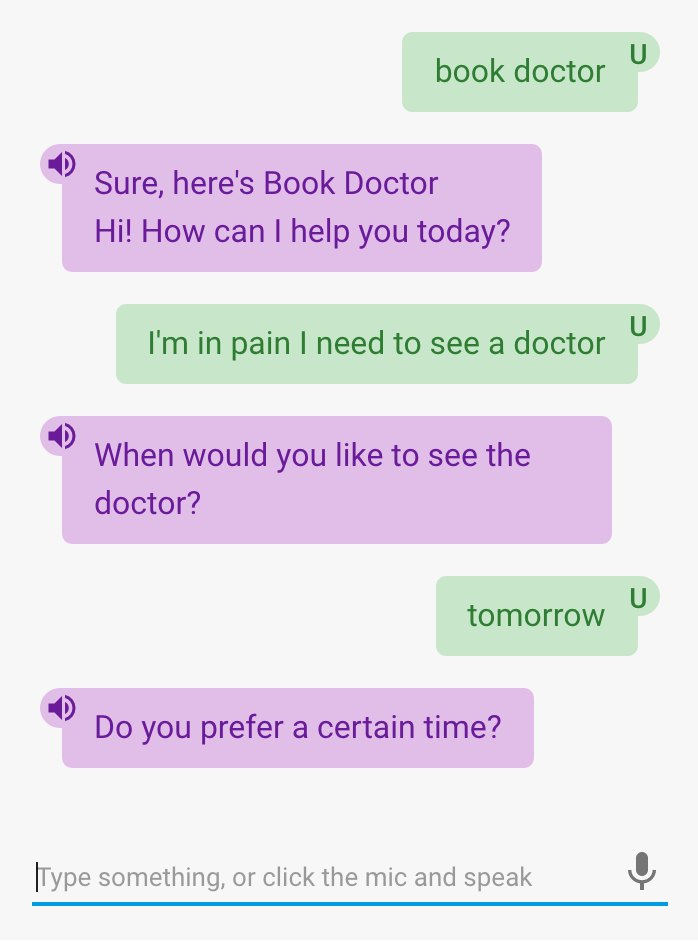 book doctor
U
Sure, here's Book Doctor
Hi! How can I help you today?
I'm in pain I need to see a doctor
U
When would you like to see the
doctor?
tomorrow
U
Do you prefer a certain time?
Type something, or click the mic and speak